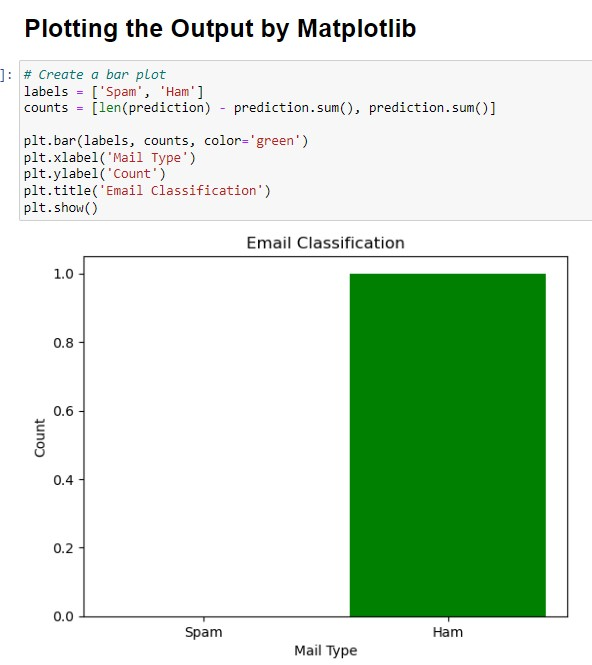 Plotting the Output by Matplotlib
]: # Create a bar plot
labels = ['Spam', 'Ham']
counts = [len(prediction) - prediction.sum(), prediction.sum()]
plt.bar(labels, counts, color='green')
plt.xlabel('Mail Type')
plt.ylabel('Count')
plt.title('Email Classification')
plt.show()
Email Classification
1.0
0.8
0.6
0.4
0.2
0.0
Count
Spam Ham
Mail Type